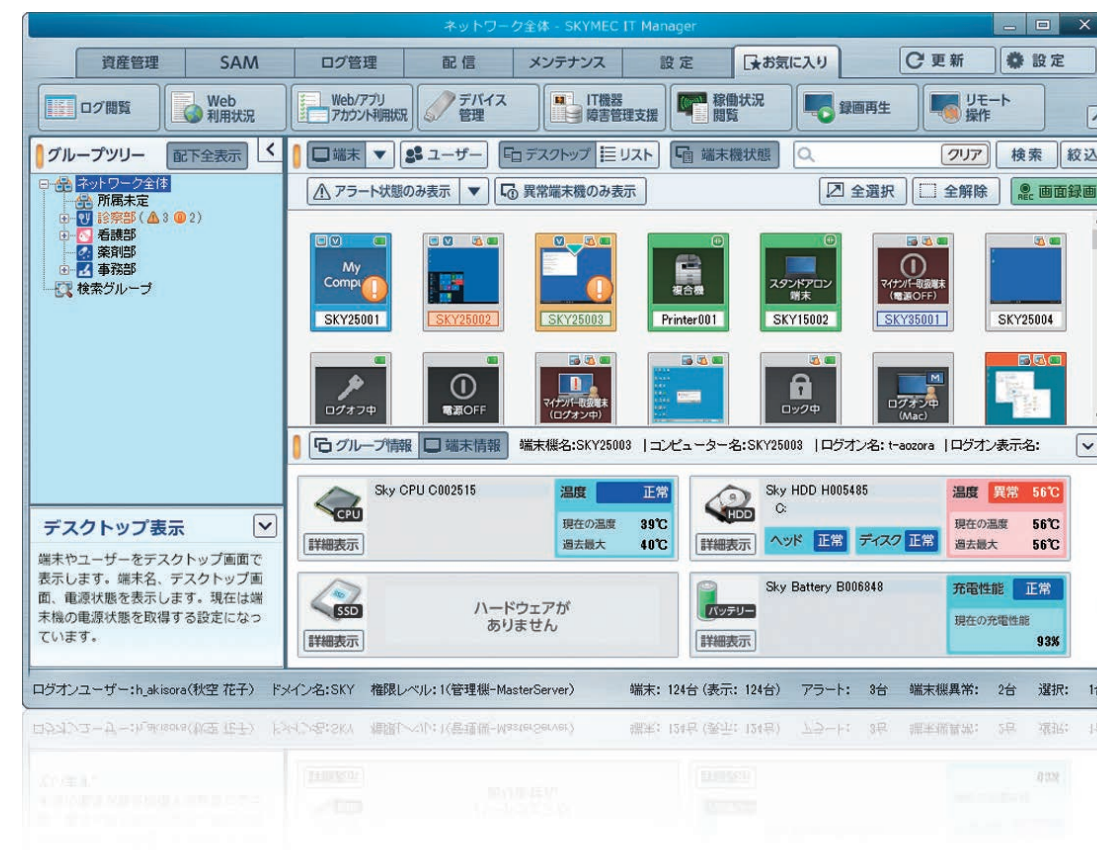 ネットワーク全体 - SKYMEC IT Manager
資産管理 SAM ログ管理 配信 メンテナンス 設定 お気に入り 更新 設定
ログ閲覧 Web利用状況 Web/アプリアカウント利用状況 デバイス管理 IT機器障害管理支援 稼働状況閲覧 録画再生 リモート操作
グループツリー 配下全表示
端末 ユーザー デスクトップ リスト 端末機状態 クリア 検索 絞込
アラート状態のみ表示 異常端末機のみ表示 全選択 全解除 REC 画面録画
ネットワーク全体
所属未定
診察部(3 2)
看護部
薬剤部
事務部
検索グループ
My
SKY25001
SKY25002
SKY25003
複合機
Printer001
スタンドアロン
端末
SKY15002
マイナンバー取扱端末
(電源OFF)
SKY35001
SKY25004
ログオフ中
電源OFF
マイナンバー取扱端末
(ログオン中)
ロック中
M
ログオン中
(Mac)
デスクトップ表示
端末やユーザーをデスクトップ画面で
表示します。端末名、デスクトップ画
面、電源状態を表示します。現在は端
末機の電源状態を取得する設定になっ
ています。
グループ情報 端末情報 端末機名:SKY25003 |コンピューター名:SKY25003 |ログオン名: t-aozora |ログオン表示名:
CPU
詳細表示
Sky CPU C002515
温度 正常
現在の温度 39℃
過去最大 40℃
HDD
詳細表示
Sky HDD H005485
C:
ヘッド 正常 ディスク 正常
温度 異常 56℃
現在の温度 56℃
過去最大 56℃
SSD
詳細表示
ハードウェアが
ありません
バッテリー
詳細表示
Sky Battery B006848
充電性能 正常
現在の充電性能
93%
ログオンユーザー:h_akisora(秋空 花子) ドメイン名:SKY 権限レベル:1(管理機-MasterServer) 端末: 124台(表示: 124台) アラート: 3台 端末機異常: 2台 選択: